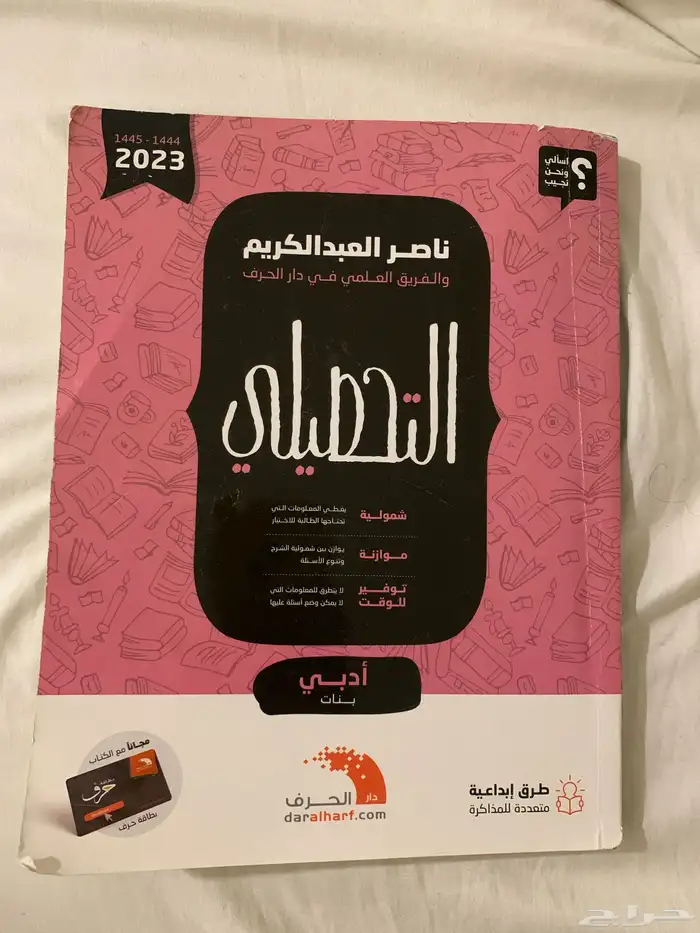 1444 - 1445
2023
اسألي
ونحن
نجيب
؟
ناصر العبدالكريم
والفريق العلمي في دار الحرف
التحصيلي
شمولية
يغطي المعلومات التي
تحتاجها الطالبة للاختبار
موازنة
يوازن بين شمولية الشرح
وتنوع الأسئلة
توفير
للوقت
لا يتطرق للمعلومات التي
لا يمكن وضع أسئلة عليها
أدبي
بنات
مجاناً مع الكتاب
بطاقة
حرف
بطاقة حرف
دار الحرف
daralharf.com
طرق إبداعية
متعددة للمذاكرة
حراج